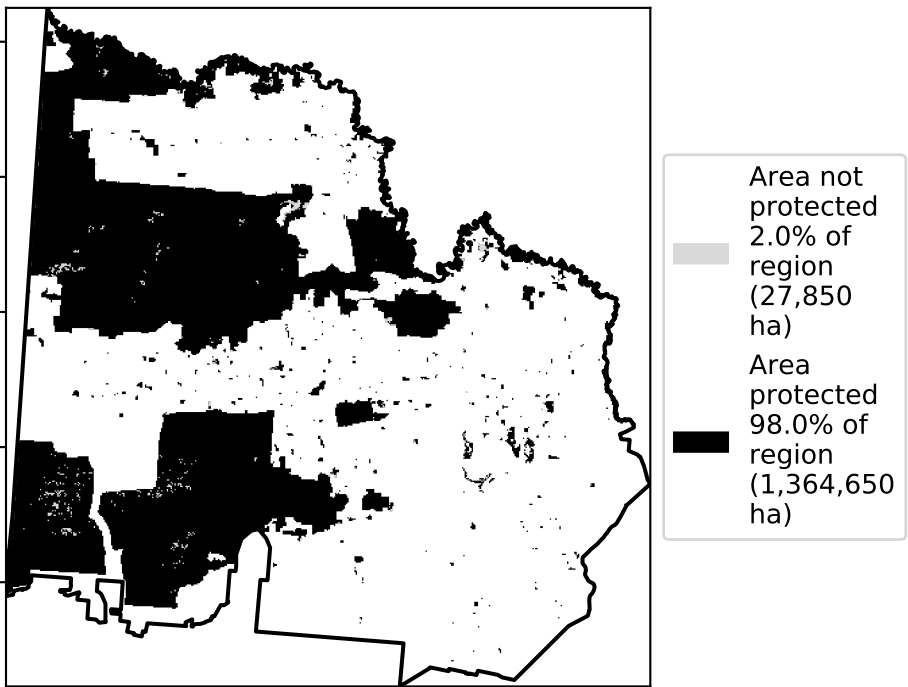 Area not
protected
2.0% of
region
(27,850
ha)
Area
protected
98.0% of
region
(1,364,650
ha)